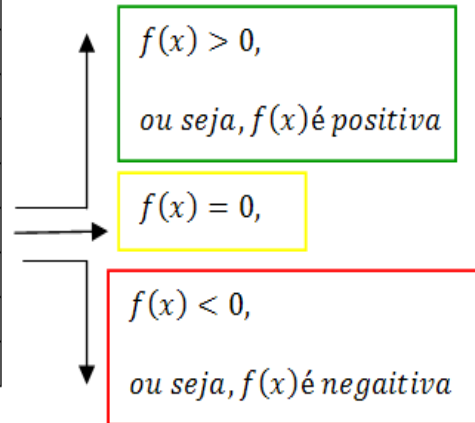 f(x) > 0,
ou seja, f(x)é positiva
f(x) = 0,
f(x) < 0,
ou seja, f(x)é negaitiva